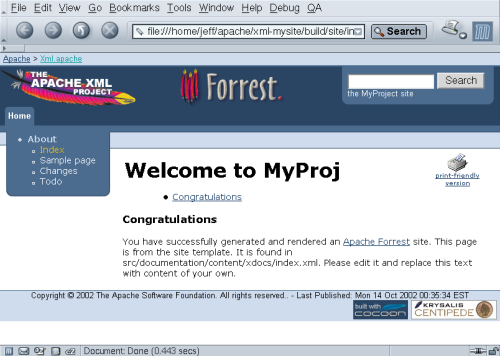 File Edit View Go Bookmarks Tools Window Help Debug QA
file:///home/jeff/apache/xml-mysite/build/site/in
Search
Apache > Xml.apache
THE
APACHE XML
PROJECT
Forrest.
Search
the MyProject site
Home
About
Index
Sample page
Changes
Todo
Welcome to MyProj
print-friendly
version
Congratulations
Congratulations
You have successfully generated and rendered an Apache Forrest site. This page
is from the site template. It is found in
src/documentation/content/xdocs/index.xml. Please edit it and replace this text
with content of your own.
Copyright © 2002 The Apache Software Foundation. All rights reserved.. - Last Published: Mon 14 Oct 2002 00:35:34 EST
built with
cocoon
KRYSALIS
CENTIPEDE
Document: Done (0.443 secs)